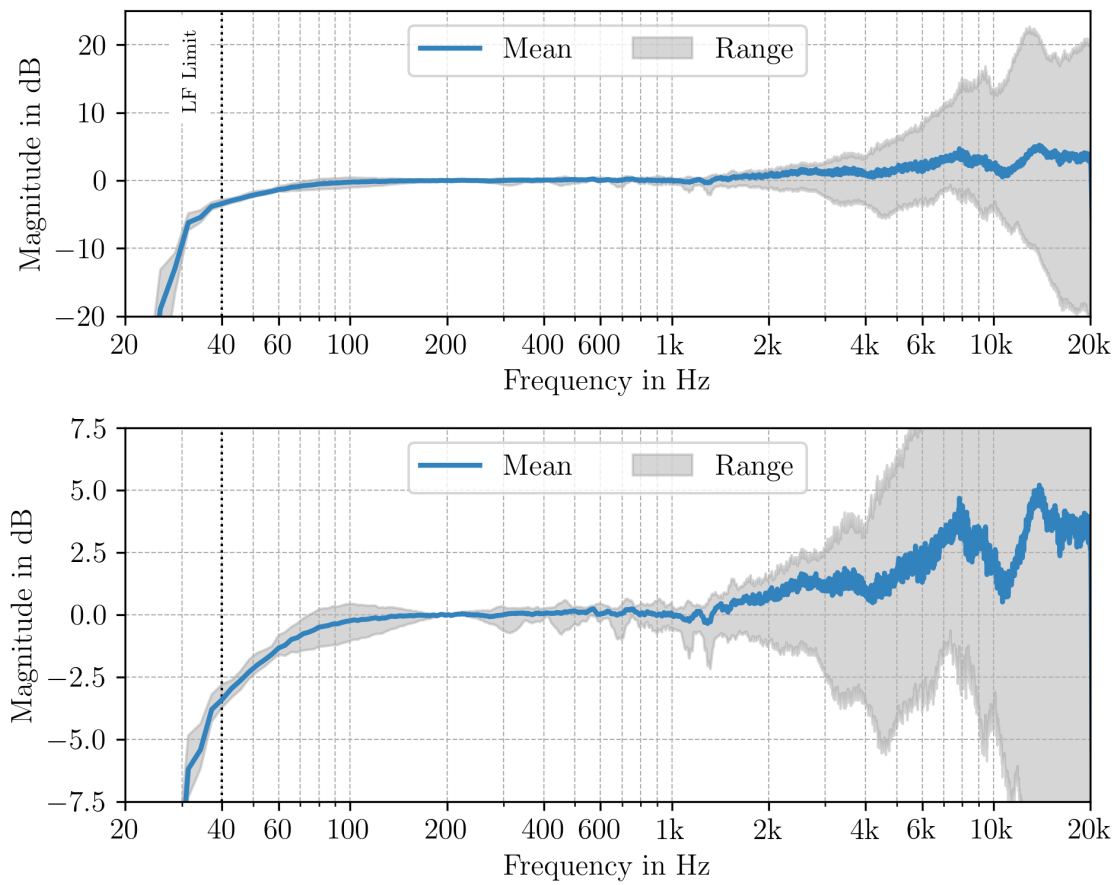 Mean Range
LF Limit
Magnitude in dB
20
10
0
−10
−20
20 40 60 100 200 400 600 1k 2k 4k 6k 10k 20k
Frequency in Hz
Mean Range
Magnitude in dB
7.5
5.0
2.5
0.0
−2.5
−5.0
−7.5
20 40 60 100 200 400 600 1k 2k 4k 6k 10k 20k
Frequency in Hz